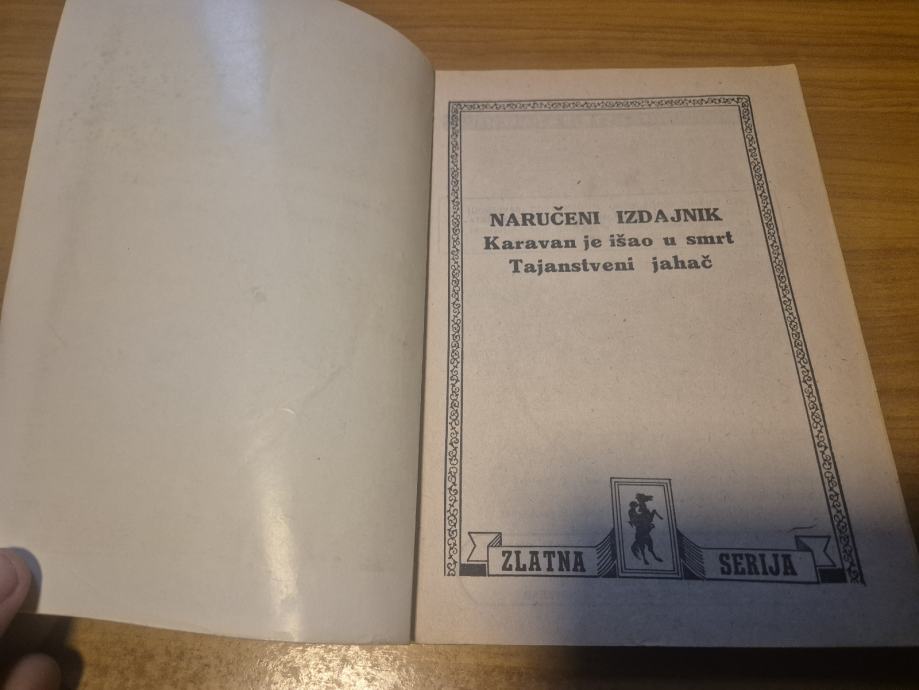 NARUČENI IZDAJNIK
Karavan je išao u smrt
Tajanstveni jahač
ZLATNA SERIJA